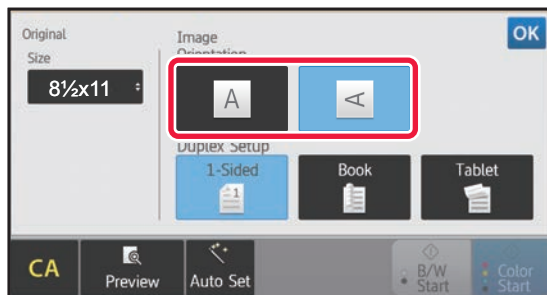 Original
Size
8½x11
Image
Orientation
A
A
OK
Duplex Setup
1-Sided
1
Book
Tablet
CA
Preview
Auto Set
B/W
Start
Color
Start